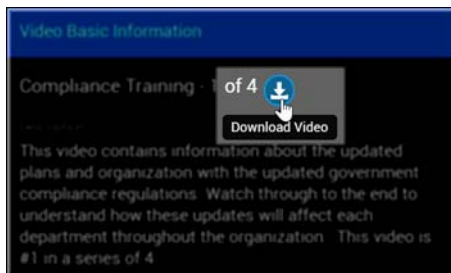 Video Basic Information
Compliance Training - 1 of 4
Download Video
This video contains information about the updated
plans and organization with the updated government
compliance regulations. Watch through to the end to
understand how these updates will affect each
department throughout the organization. This video is
#1 in a series of 4